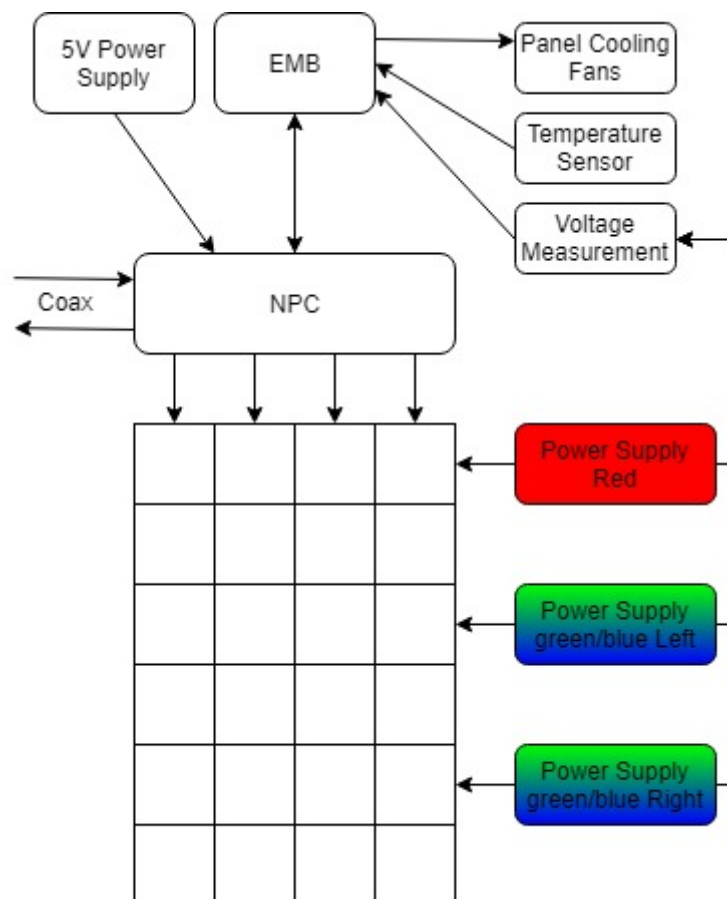 5V Power
Supply
EMB
Panel Cooling
Fans
Temperature
Sensor
Voltage
Measurement
Coax
NPC
Power Supply
Red
Power Supply
green/blue Left
Power Supply
green/blue Right